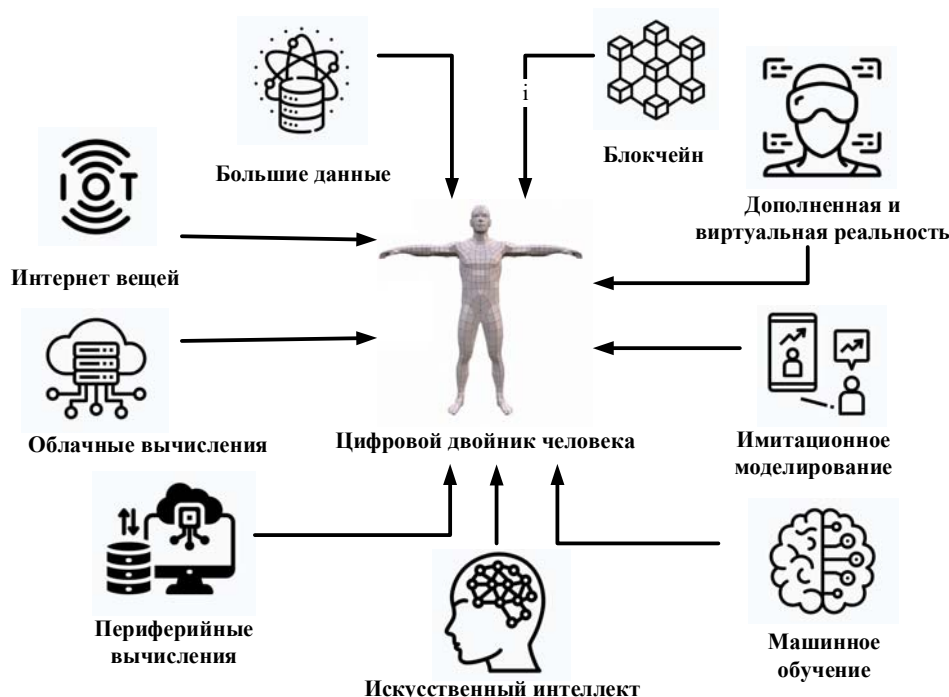 Большие данные
i
Блокчейн
IOT
Дополненная и
виртуальная реальность
Интернет вещей
Облачные вычисления
Цифровой двойник человека
Имитационное
моделирование
Периферийные
вычисления
Искусственный интеллект
Машинное
обучение